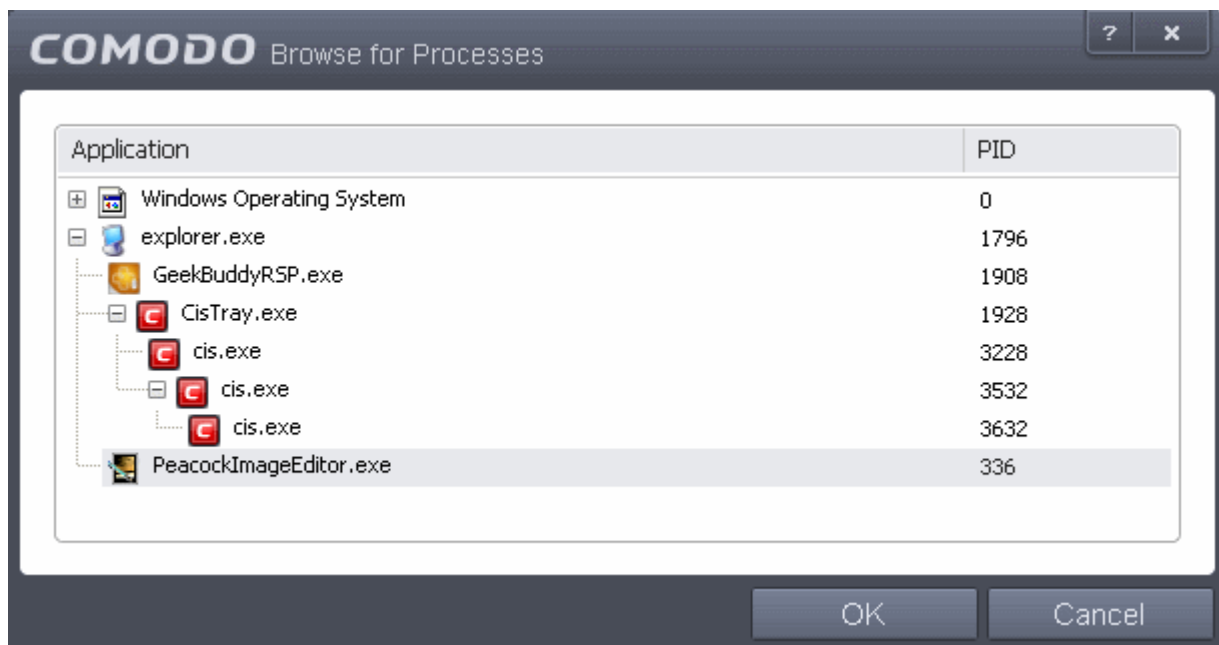 COMODO Browse for Processes ? x
Application PID
Windows Operating System 0
explorer.exe 1796
GeekBuddyRSP.exe 1908
CisTray.exe 1928
cis.exe 3228
cis.exe 3532
cis.exe 3632
PeacockImageEditor.exe 336
OK Cancel